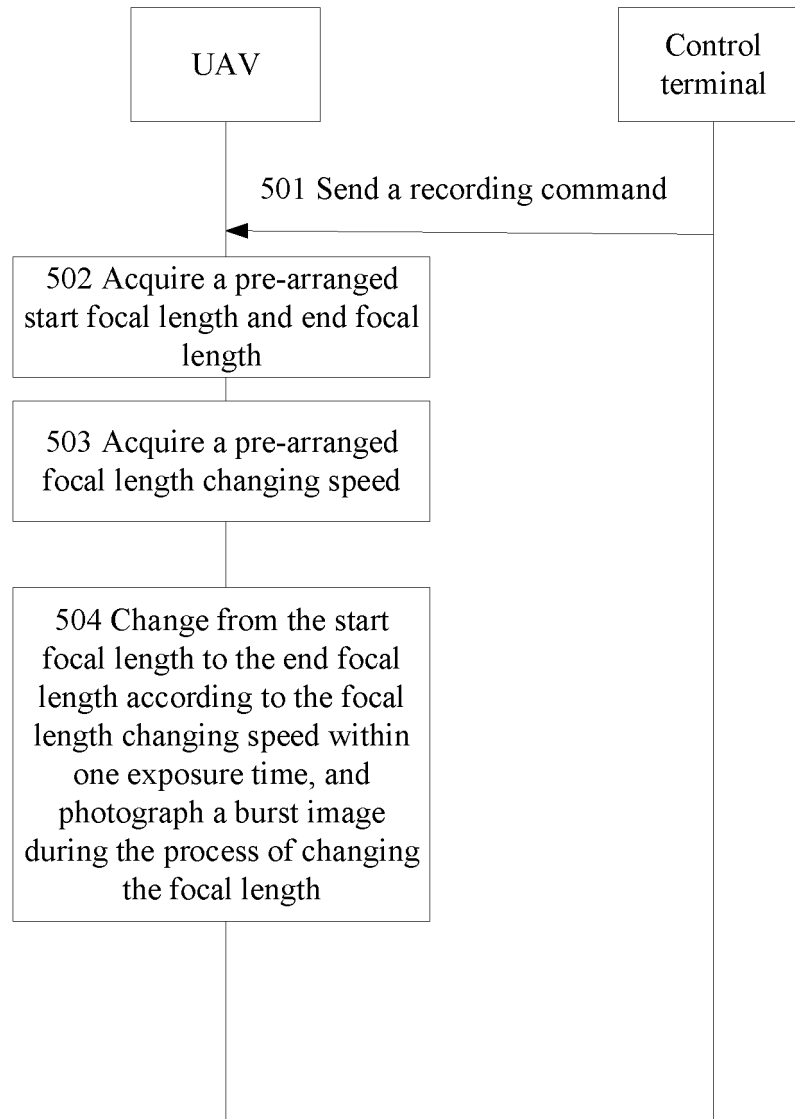 UAV
Control
terminal
501 Send a recording command
502 Acquire a pre-arranged
start focal length and end focal
length
503 Acquire a pre-arranged
focal length changing speed
504 Change from the start
focal length to the end focal
length according to the focal
length changing speed within
one exposure time, and
photograph a burst image
during the process of changing
the focal length